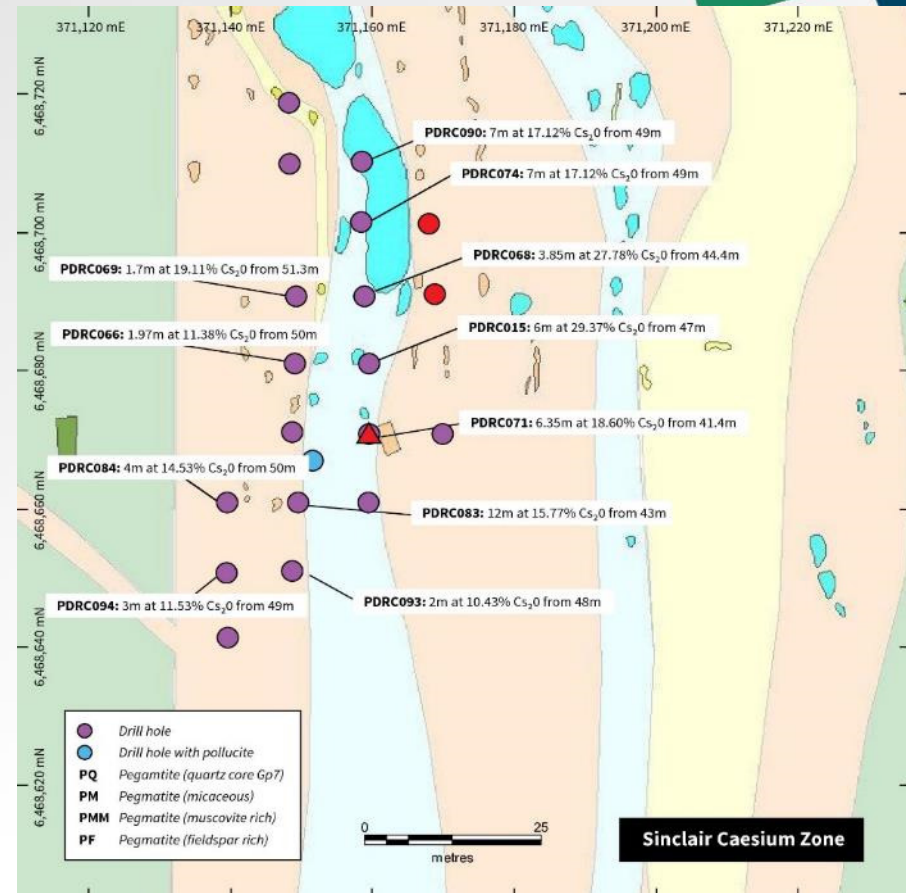 371,120 mE
371,140 mE
371,160 mE
371,180 mE
371,200 mE
371,220 mE
6,468,720 mN
6,468,700 mN
6,468,680 mN
6,468,660 mN
6,468,640 mN
6,468,620 mN
PDRC090: 7m at 17.12% Cs₂0 from 49m
PDRC074: 7m at 17.12% Cs₂0 from 49m
PDRC068: 3.85m at 27.78% Cs₂0 from 44.4m
PDRC069: 1.7m at 19.11% Cs₂0 from 51.3m
PDRC015: 6m at 29.37% Cs₂0 from 47m
PDRC066: 1.97m at 11.38% Cs₂0 from 50m
PDRC071: 6.35m at 18.60% Cs₂0 from 41.4m
PDRC084: 4m at 14.53% Cs₂0 from 50m
PDRC083: 12m at 15.77% Cs₂0 from 43m
PDRC094: 3m at 11.53% Cs₂0 from 49m
PDRC093: 2m at 10.43% Cs₂0 from 48m
Drill hole
Drill hole with pollucite
PQ Pegamtite (quartz core Gp7)
PM Pegmatite (micaceous)
PMM Pegmatite (muscovite rich)
PF Pegmatite (fieldspar rich)
0 25
metres
Sinclair Caesium Zone